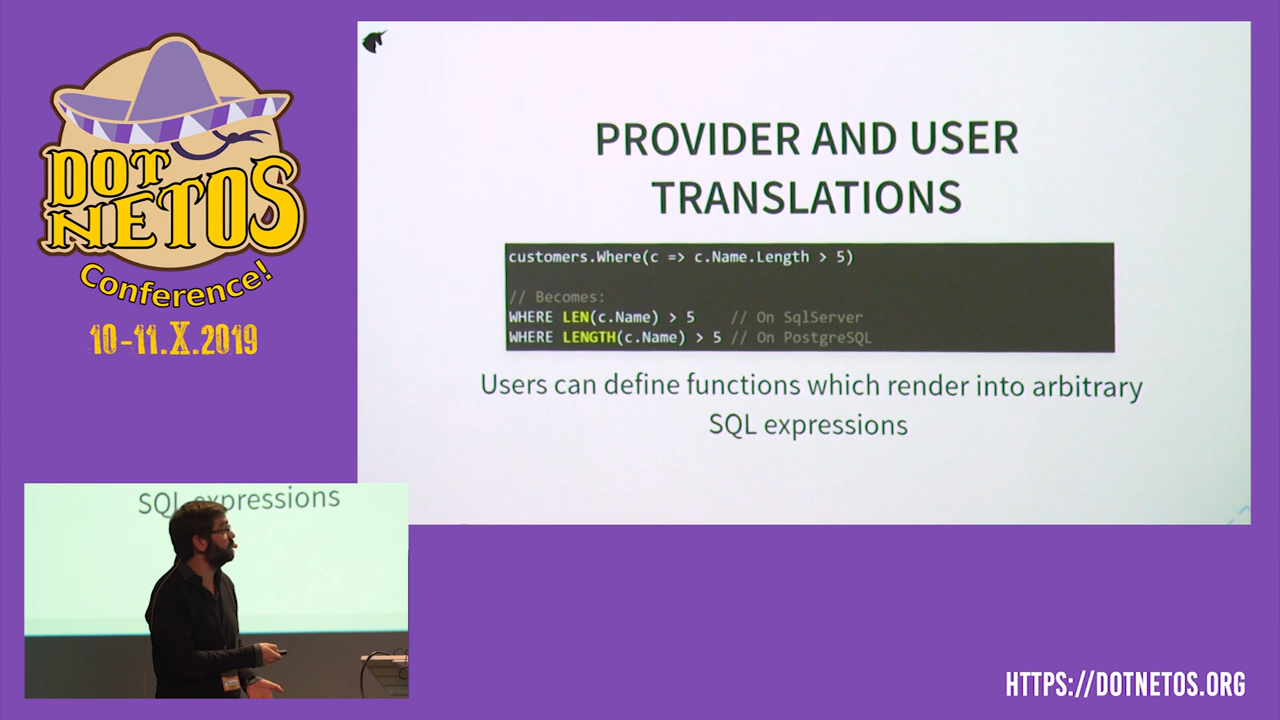 DOT
NETOS
Conference!
10-11.X.2019
PROVIDER AND USER
TRANSLATIONS
customers.Where(c => c.Name.Length > 5)
// Becomes:
WHERE LEN(c.Name) > 5 // On SqlServer
WHERE LENGTH(c.Name) > 5 // On PostgreSQL
Users can define functions which render into arbitrary
SQL expressions
SQL expressions
HTTPS://DOTNETOS.ORG